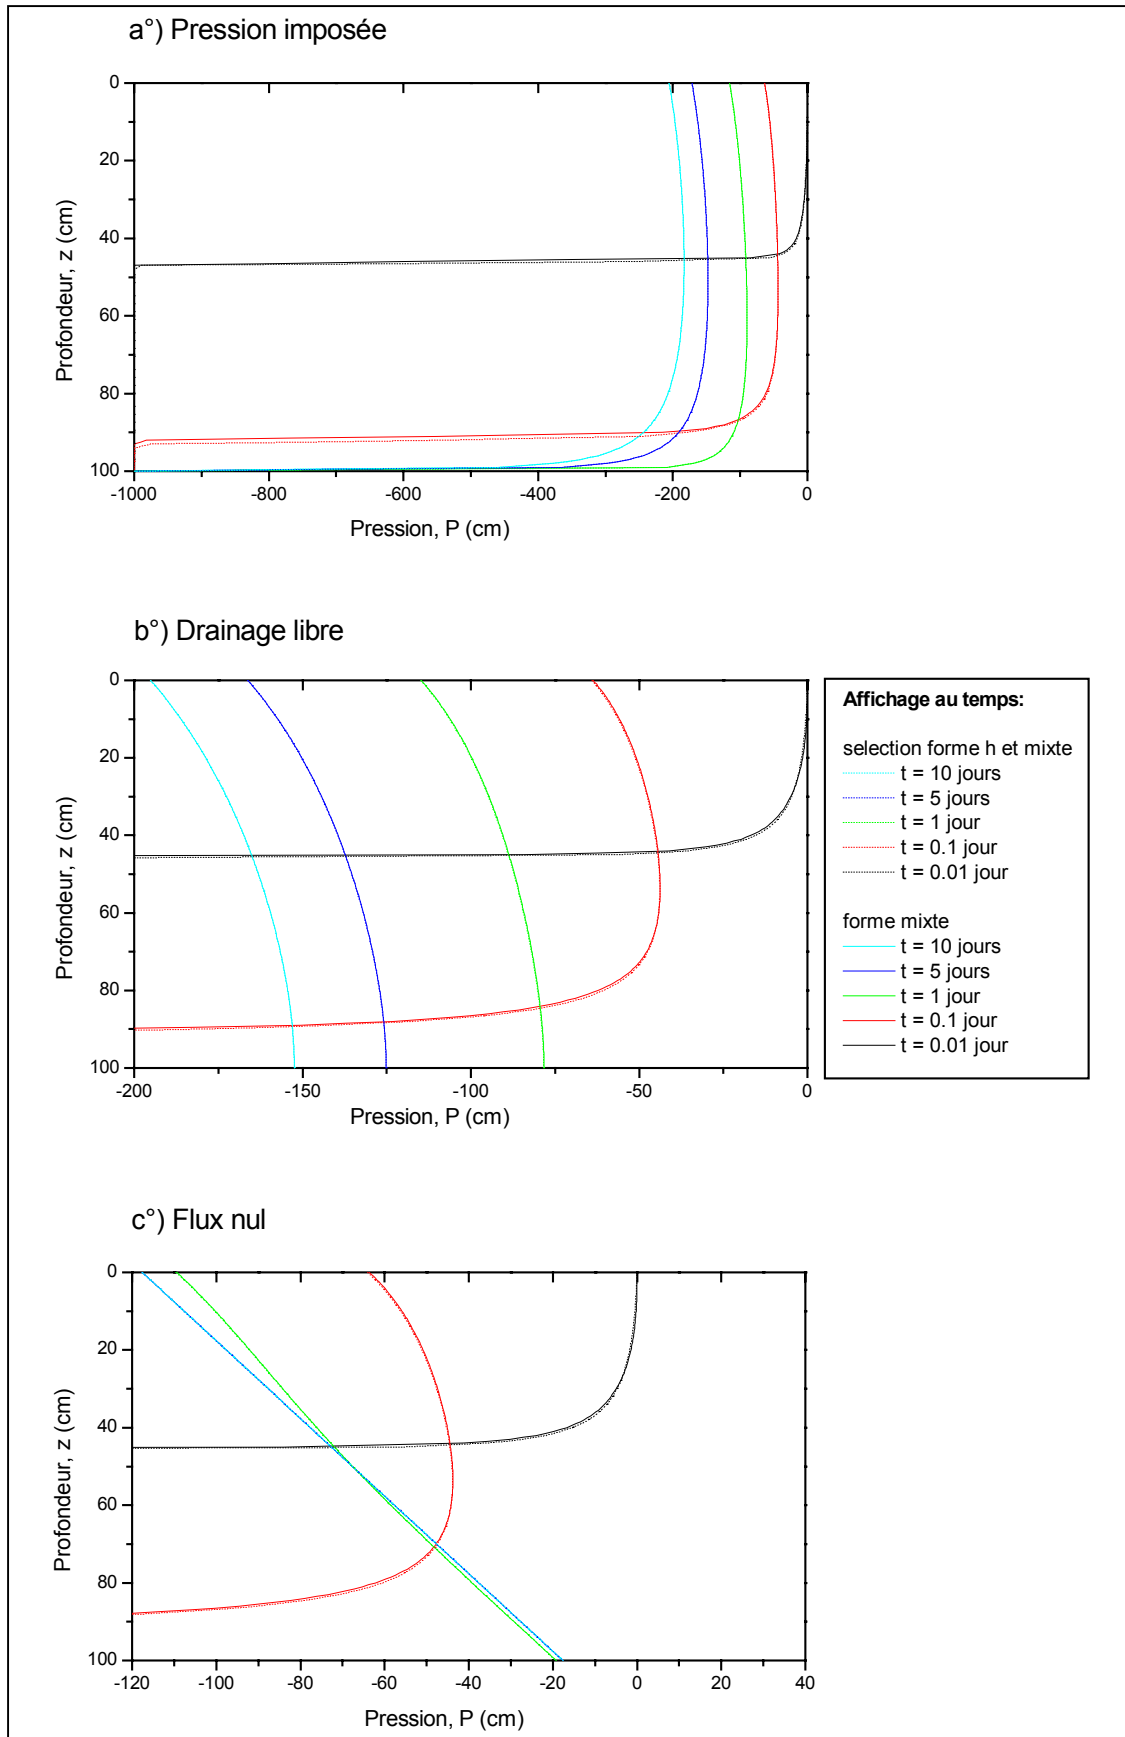 a°) Pression imposée
0
20
40
60
80
100
Profondeur, z (cm)
-1000
-800
-600
-400
-200
0
Pression, P (cm)
b°) Drainage libre
0
20
40
60
80
100
Profondeur, z (cm)
-200
-150
-100
-50
0
Pression, P (cm)
Affichage au temps:
selection forme h et mixte
t = 10 jours
t = 5 jours
t = 1 jour
t = 0.1 jour
t = 0.01 jour
forme mixte
t = 10 jours
t = 5 jours
t = 1 jour
t = 0.1 jour
t = 0.01 jour
c°) Flux nul
0
20
40
60
80
100
Profondeur, z (cm)
-120
-100
-80
-60
-40
-20
0
20
40
Pression, P (cm)